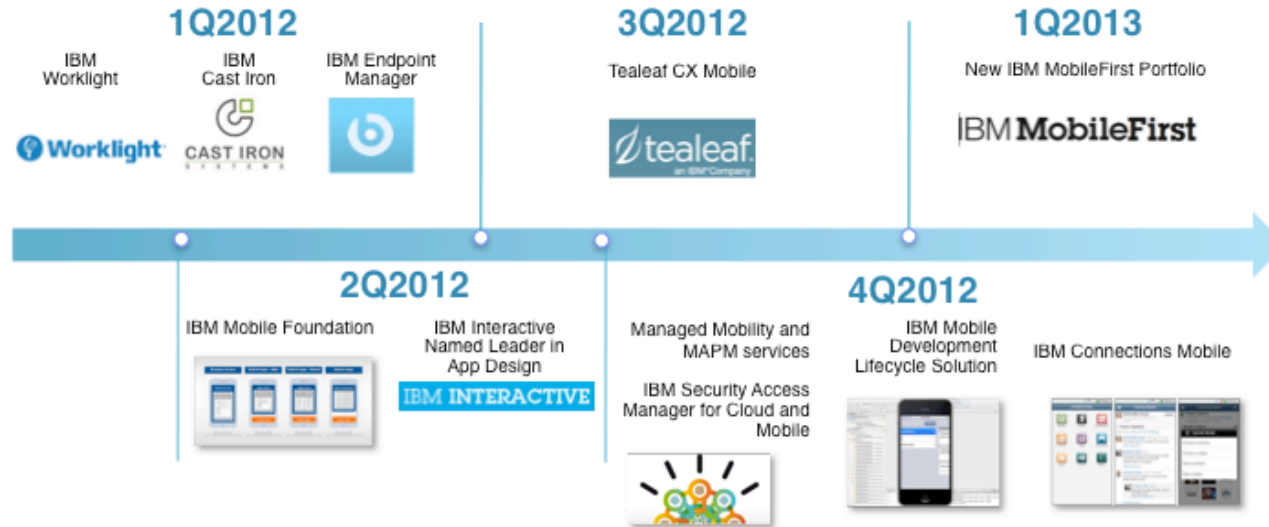 1Q2012
IBM
Worklight
Worklight
IBM
Cast Iron
CAST IRON
SYSTEMS
IBM Endpoint
Manager
3Q2012
Tealeaf CX Mobile
tealeaf
an IBM Company
1Q2013
New IBM MobileFirst Portfolio
IBM MobileFirst
2Q2012
IBM Mobile Foundation
IBM Interactive
Named Leader in
App Design
IBM INTERACTIVE
4Q2012
Managed Mobility and
MAPM services
IBM Security Access
Manager for Cloud and
Mobile
IBM Mobile
Development
Lifecycle Solution
IBM Connections Mobile